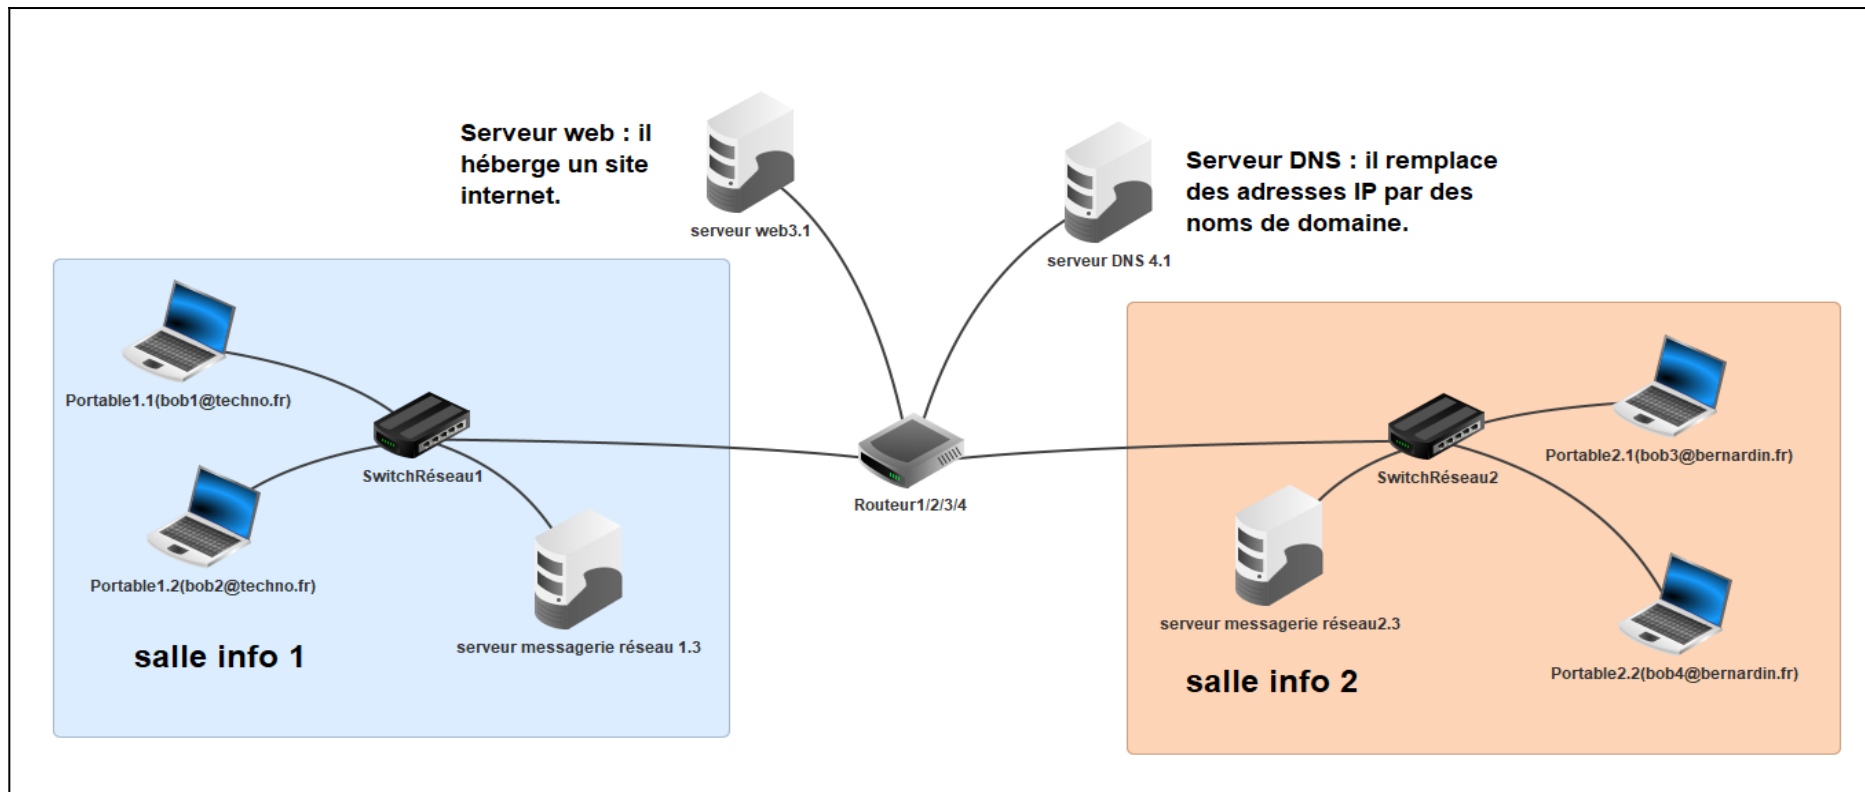 Serveur web : il
héberge un site
internet.
serveur web3.1
Serveur DNS : il remplace
des adresses IP par des
noms de domaine.
serveur DNS 4.1
Portable1.1(bob1@techno.fr)
SwitchRéseau1
Portable1.2(bob2@techno.fr)
serveur messagerie réseau 1.3
salle info 1
Routeur1/2/3/4
Portable2.1(bob3@bernardin.fr)
SwitchRéseau2
serveur messagerie réseau2.3
Portable2.2(bob4@bernardin.fr)
salle info 2